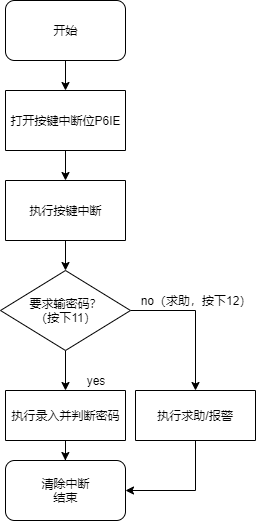 开始
打开按键中断位P6IE
执行按键中断
要求输密码？
（按下11）
no（求助，按下12）
yes
执行录入并判断密码
执行求助/报警
清除中断
结束